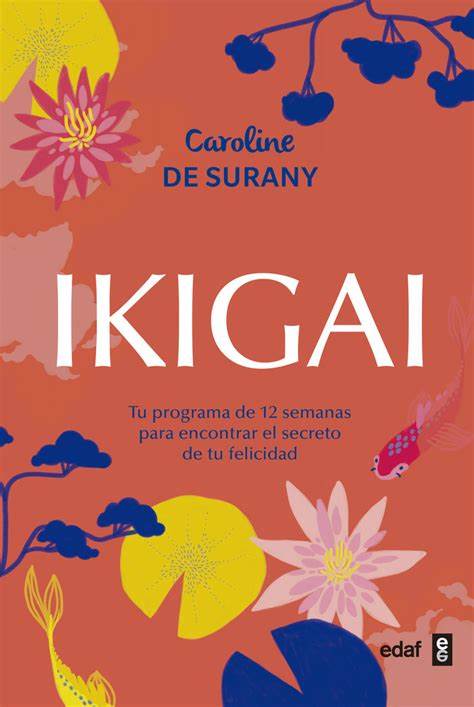 Caroline
DE SURANY
IKIGAI
Tu programa de 12 semanas
para encontrar el secreto
de tu felicidad
edaf